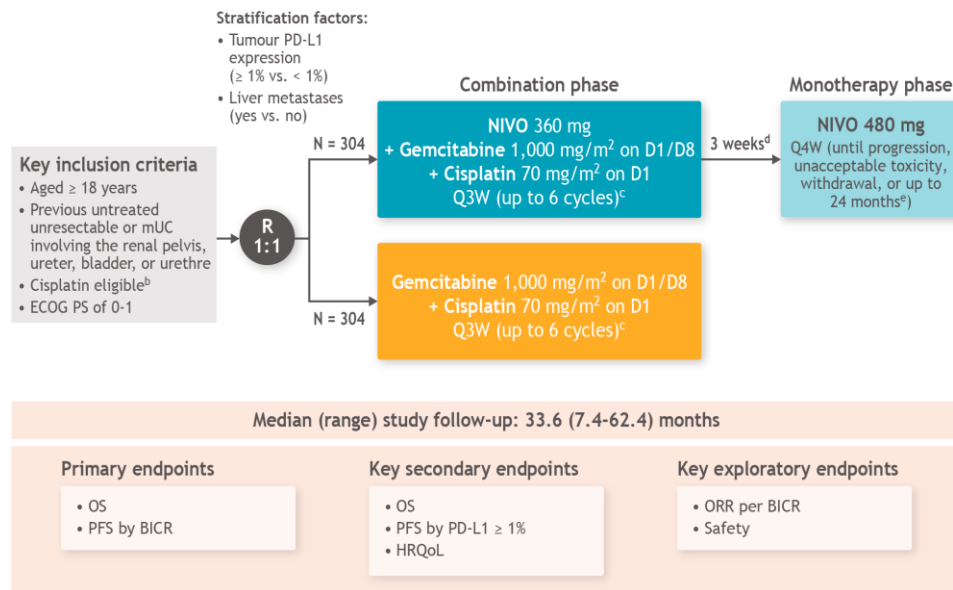 Stratification factors:
• Tumour PD-L1
expression
(≥ 1% vs. < 1%)
• Liver metastases
(yes vs. no)
Key inclusion criteria
• Aged ≥ 18 years
• Previous untreated
unresectable or mUC
involving the renal pelvis,
ureter, bladder, or urethre
• Cisplatin eligibleᵇ
• ECOG PS of 0-1
R
1:1
N = 304
N = 304
Combination phase
NIVO 360 mg
+ Gemcitabine 1,000 mg/m² on D1/D8
+ Cisplatin 70 mg/m² on D1
Q3W (up to 6 cycles)ᶜ
Gemcitabine 1,000 mg/m² on D1/D8
+ Cisplatin 70 mg/m² on D1
Q3W (up to 6 cycles)ᶜ
3 weeksᵈ
Monotherapy phase
NIVO 480 mg
Q4W (until progression,
unacceptable toxicity,
withdrawal, or up to
24 monthsᵉ)
Median (range) study follow-up: 33.6 (7.4-62.4) months
Primary endpoints
• OS
• PFS by BICR
Key secondary endpoints
• OS
• PFS by PD-L1 ≥ 1%
• HRQoL
Key exploratory endpoints
• ORR per BICR
• Safety